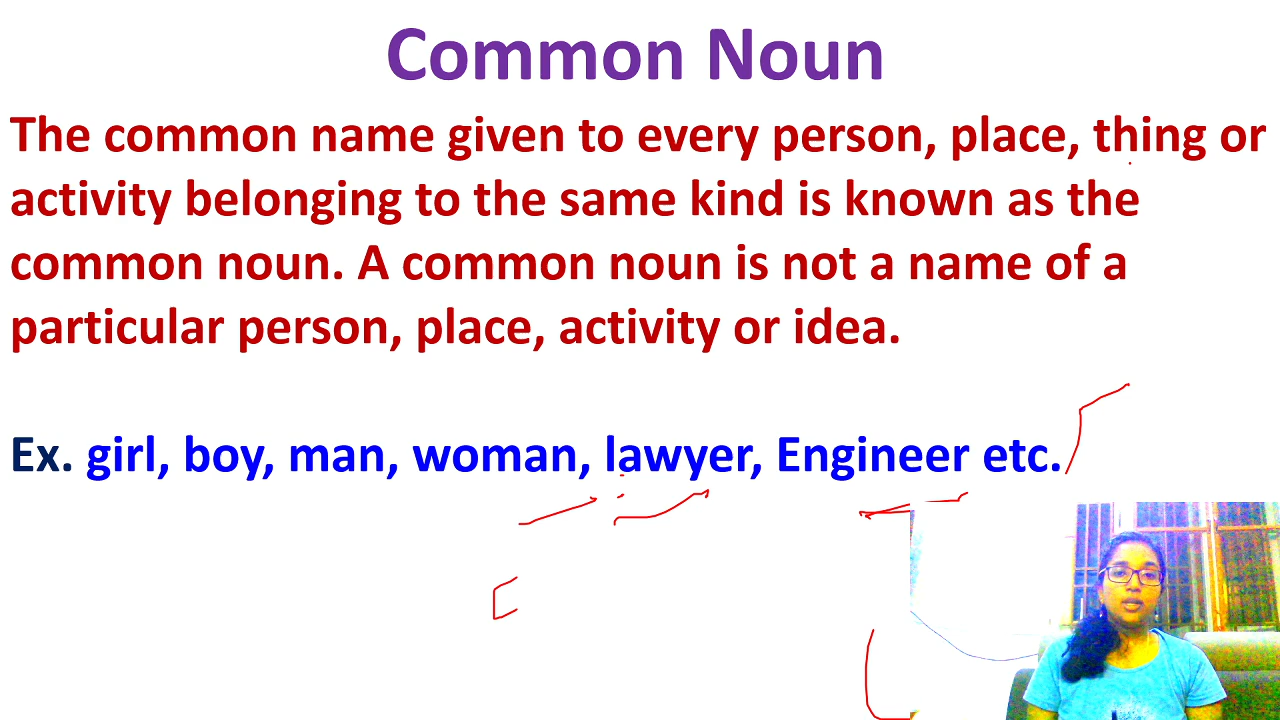 Common Noun
The common name given to every person, place, thing or
activity belonging to the same kind is known as the
common noun. A common noun is not a name of a
particular person, place, activity or idea.
Ex. girl, boy, man, woman, lawyer, Engineer etc.